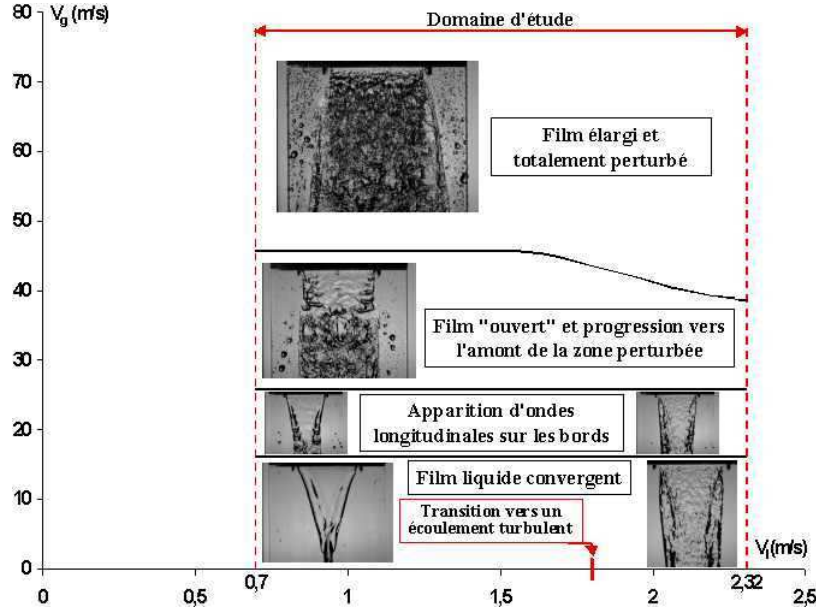 V_g (m/s)
Domaine d'étude
80
70
60
50
40
30
20
10
0
Film élargi et
totalement perturbé
Film "ouvert" et progression vers
l'amont de la zone perturbée
Apparition d'ondes
longitudinales sur les bords
Film liquide convergent
Transition vers un
écoulement turbulent
V_l(m/s)
0
0,5
0,7
1
1,5
2
2,32
2,5